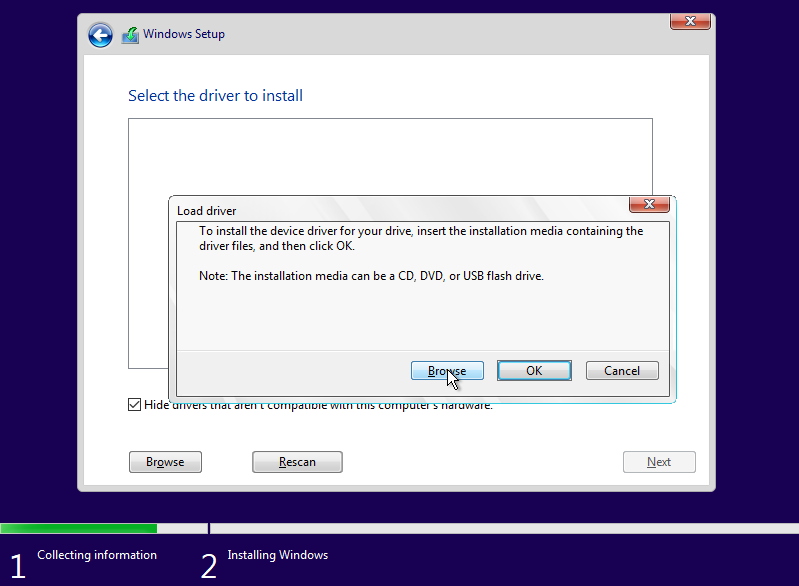 Windows Setup
Select the driver to install
Load driver
To install the device driver for your drive, insert the installation media containing the
driver files, and then click OK.
Note: The installation media can be a CD, DVD, or USB flash drive.
Browse OK Cancel
Hide drivers that aren't compatible with this computer's hardware.
Browse Rescan Next
1 Collecting information 2 Installing Windows